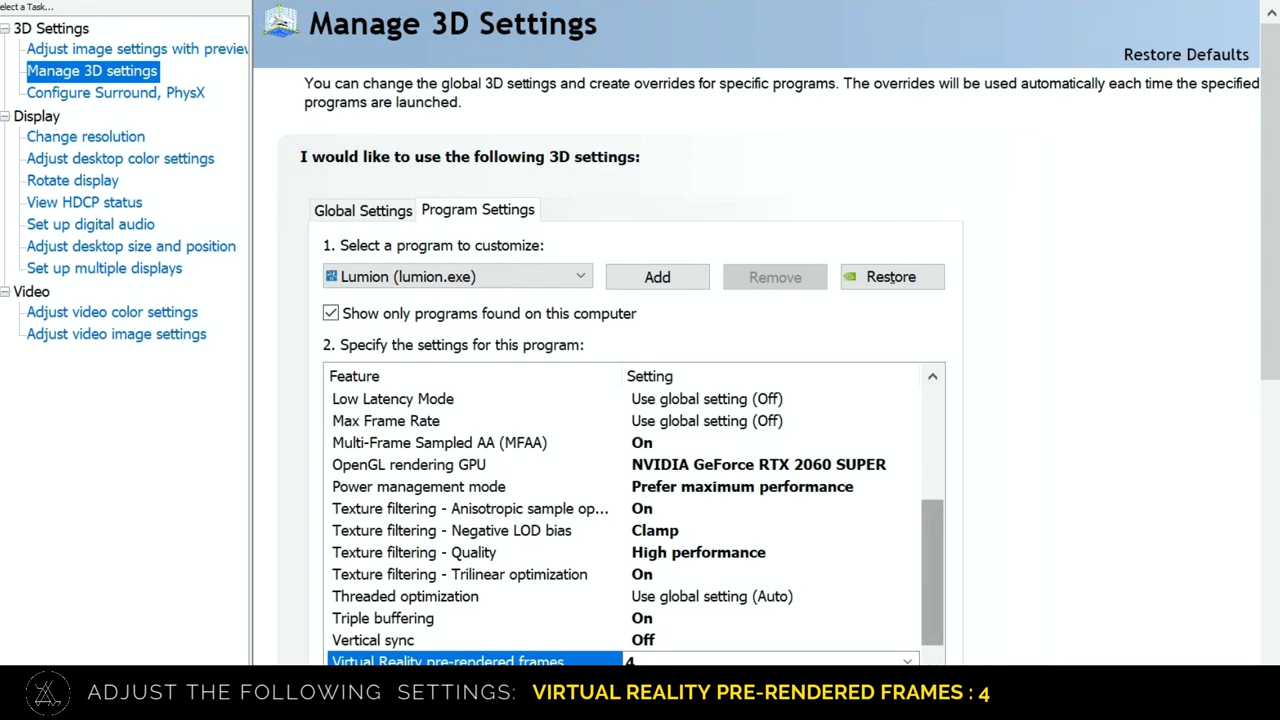 elect a Task...
3D Settings
Adjust image settings with preview
Manage 3D settings
Configure Surround, PhysX
Display
Change resolution
Adjust desktop color settings
Rotate display
View HDCP status
Set up digital audio
Adjust desktop size and position
Set up multiple displays
Video
Adjust video color settings
Adjust video image settings
Manage 3D Settings
Restore Defaults
You can change the global 3D settings and create overrides for specific programs. The overrides will be used automatically each time the specified
programs are launched.
I would like to use the following 3D settings:
Global Settings Program Settings
1. Select a program to customize:
Lumion (lumion.exe) Add Remove Restore
Show only programs found on this computer
2. Specify the settings for this program:
Feature Setting
Low Latency Mode Use global setting (Off)
Max Frame Rate Use global setting (Off)
Multi-Frame Sampled AA (MFAA) On
OpenGL rendering GPU NVIDIA GeForce RTX 2060 SUPER
Power management mode Prefer maximum performance
Texture filtering - Anisotropic sample op... On
Texture filtering - Negative LOD bias Clamp
Texture filtering - Quality High performance
Texture filtering - Trilinear optimization On
Threaded optimization Use global setting (Auto)
Triple buffering On
Vertical sync Off
Virtual Reality pre-rendered frames 4
ADJUST THE FOLLOWING SETTINGS: VIRTUAL REALITY PRE-RENDERED FRAMES : 4